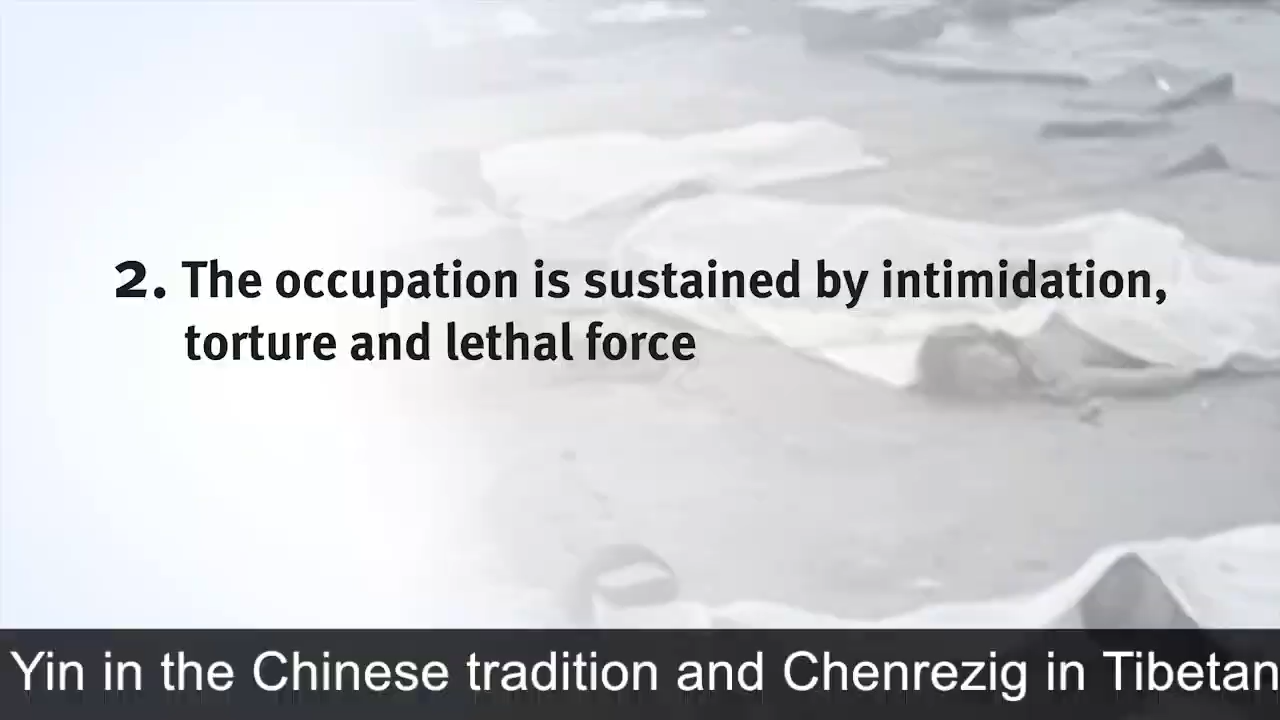 2. The occupation is sustained by intimidation,
torture and lethal force
Yin in the Chinese tradition and Chenrezig in Tibetan